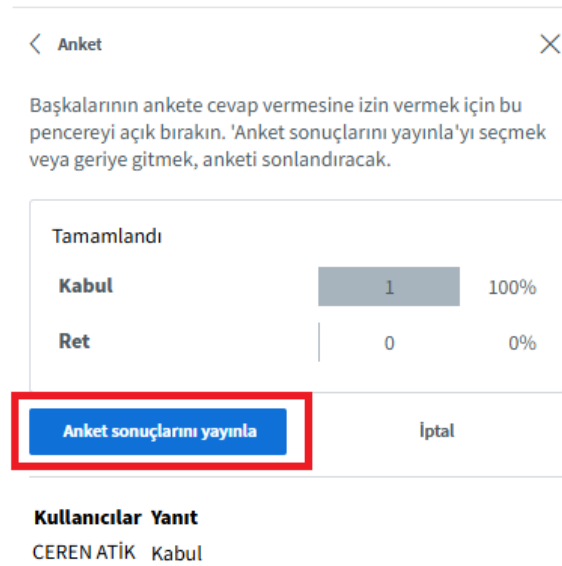 Anket
Başkalarının ankete cevap vermesine izin vermek için bu
pencereyi açık bırakın. 'Anket sonuçlarını yayınla'yı seçmek
veya geriye gitmek, anketi sonlandıracak.
Tamamlandı
Kabul 1 100%
Ret 0 0%
Anket sonuçlarını yayınla İptal
Kullanıcılar Yanıt
CEREN ATİK Kabul